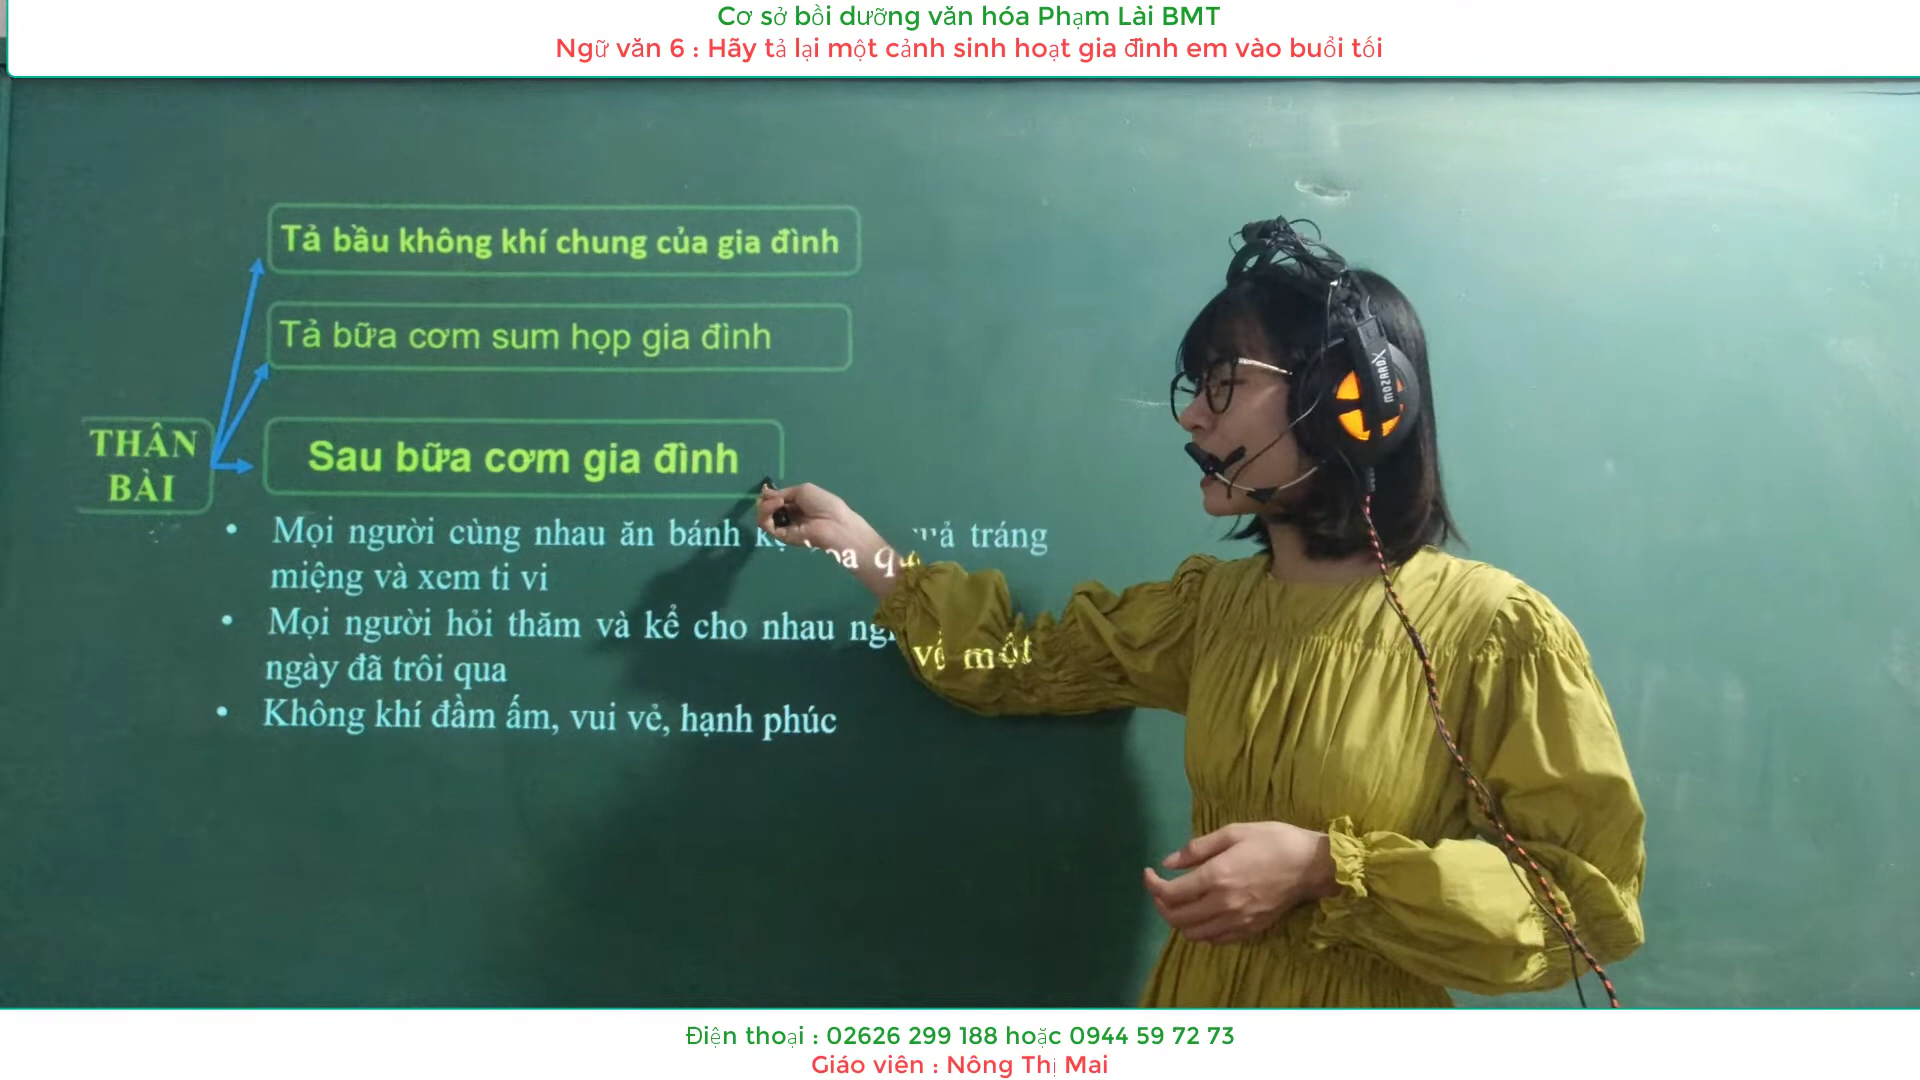 Cơ sở bồi dưỡng văn hóa Phạm Lài BMT
Ngữ văn 6 : Hãy tả lại một cảnh sinh hoạt gia đình em vào buổi tối
Tả bầu không khí chung của gia đình
Tả bữa cơm sum họp gia đình
THÂN
BÀI
Sau bữa cơm gia đình
• Mọi người cùng nhau ăn bánh tráng
miệng và xem ti vi
• Mọi người hỏi thăm và kể cho nhau về một
ngày đã trôi qua
• Không khí đầm ấm, vui vẻ, hạnh phúc
MOZARDX
Điện thoại : 02626 299 188 hoặc 0944 59 72 73
Giáo viên : Nông Thị Mai